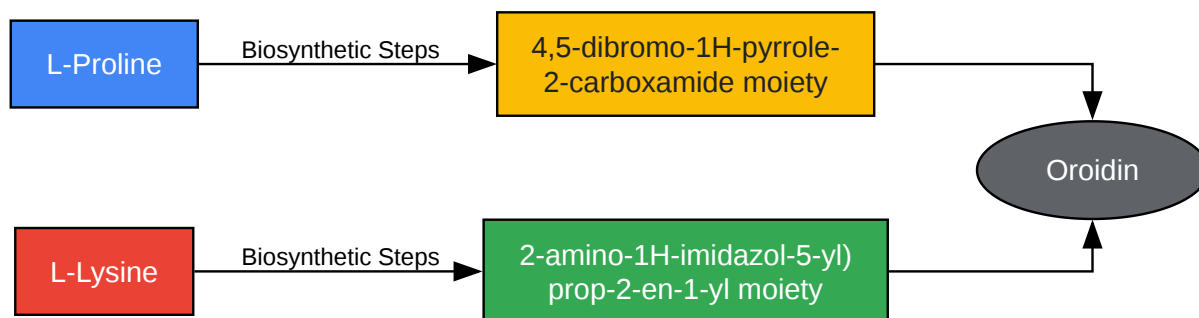 L-Proline
Biosynthetic Steps
4,5-dibromo-1H-pyrrole-
2-carboxamide moiety
Oroidin
L-Lysine
Biosynthetic Steps
2-amino-1H-imidazol-5-yl)
prop-2-en-1-yl moiety